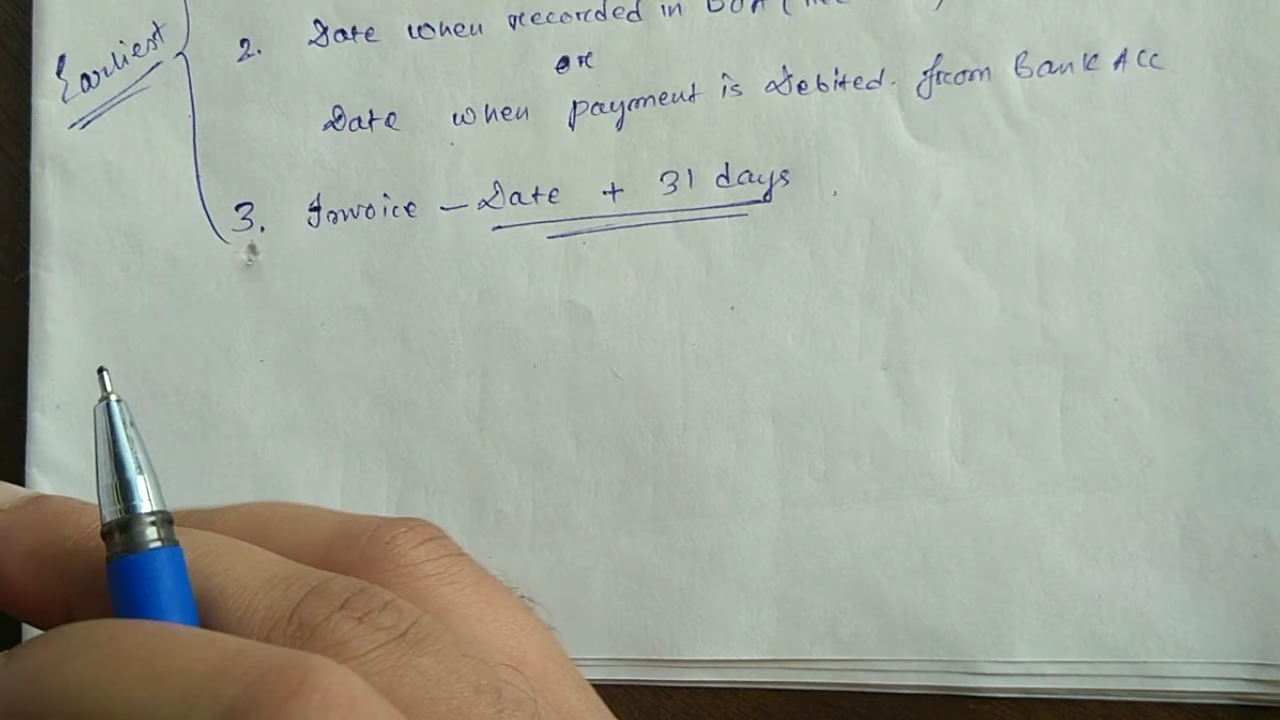 Earliest
2. Date when recorded in BOA (
or
Date when payment is debited. from Bank Acc
3. Invoice - Date + 31 days